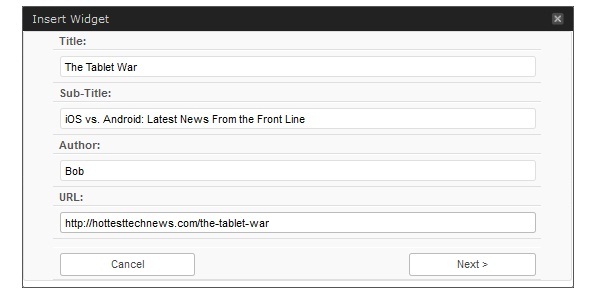 Insert Widget
Title:
The Tablet War
Sub-Title:
iOS vs. Android: Latest News From the Front Line
Author:
Bob
URL:
http://hottesttechnews.com/the-tablet-war
Cancel
Next >